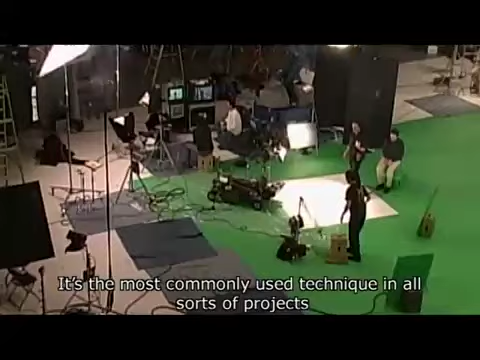 It's the most commonly used technique in all
sorts of projects